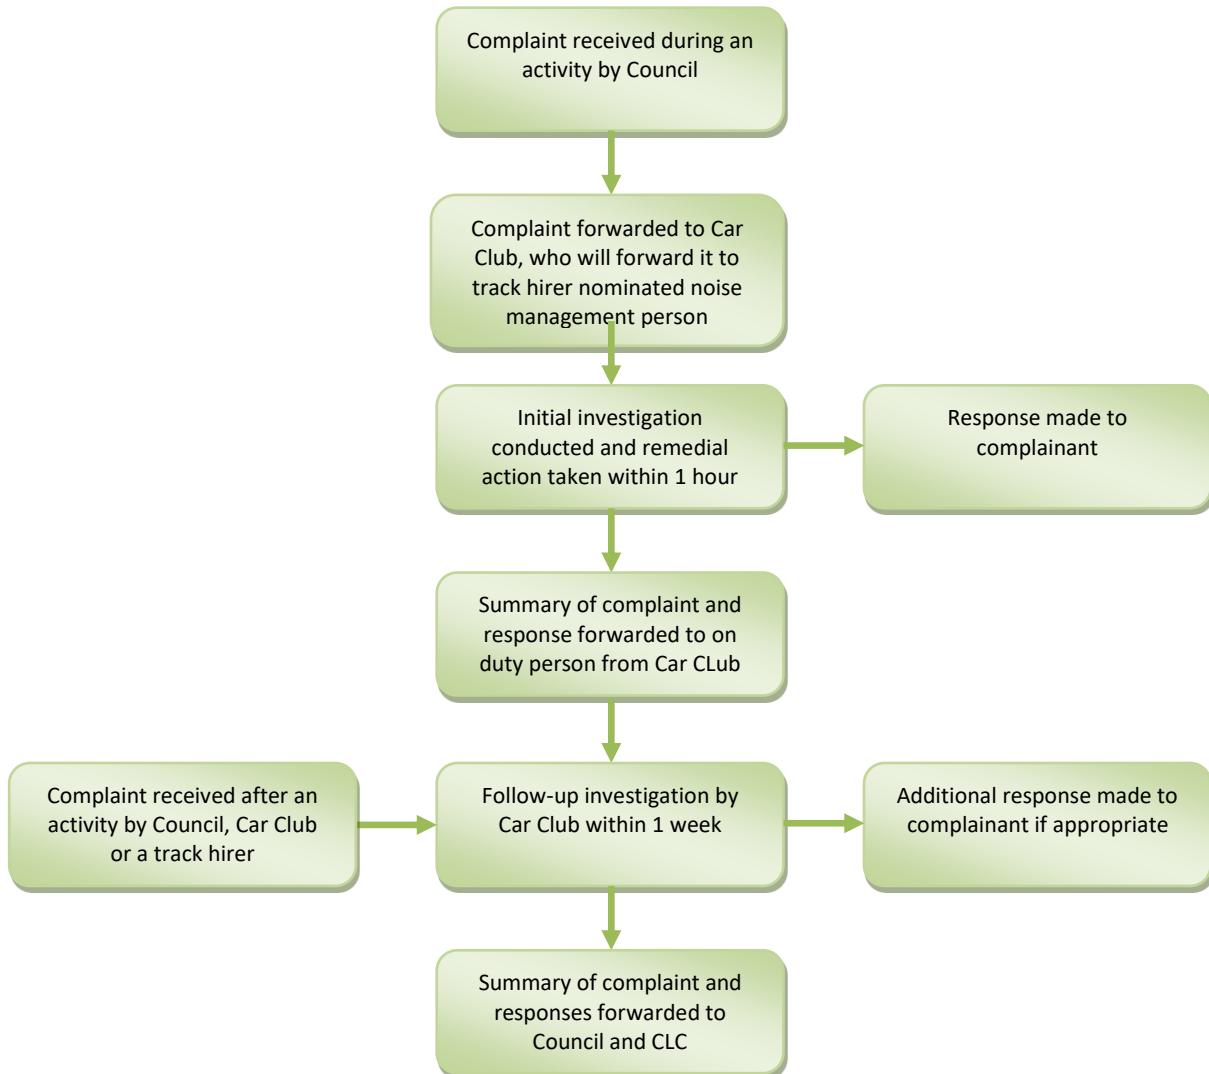 Complaint received during an
activity by Council
Complaint forwarded to Car
Club, who will forward it to
track hirer nominated noise
management person
Initial investigation
conducted and remedial
action taken within 1 hour
Response made to
complainant
Summary of complaint and
response forwarded to on
duty person from Car CLub
Complaint received after an
activity by Council, Car Club
or a track hirer
Follow-up investigation by
Car Club within 1 week
Additional response made to
complainant if appropriate
Summary of complaint and
responses forwarded to
Council and CLC